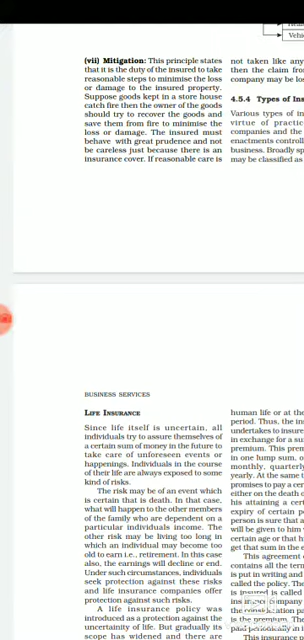 Vehi
(vii) Mitigation: This principle states
that it is the duty of the insured to take
reasonable steps to minimise the loss
or damage to the insured property.
Suppose goods kept in a store house
catch fire then the owner of the goods
should try to recover the goods and
save them from fire to minimise the
loss or damage. The insured must
behave with great prudence and not
be careless just because there is an
insurance cover. If reasonable care is
not taken like any
then the claim from
company may be los
4.5.4 Types of Ins
Various types of in
virtue of practic
companies and the
enactments controll
business. Broadly sp
may be classified as
BUSINESS SERVICES
LIFE INSURANCE
Since life itself is uncertain, all
individuals try to assure themselves of
a certain sum of money in the future to
take care of unforeseen events or
happenings. Individuals in the course
of their life are always exposed to some
kind of risks.
The risk may be of an event which
is certain that is death. In that case,
what will happen to the other members
of the family who are dependent on a
particular individuals income. The
other risk may be living too long in
which an individual may become too
old to earn i.e., retirement. In this case
also, the earnings will decline or end.
Under such circumstances, individuals
seek protection against these risks
and life insurance companies offer
protection against such risks.
A life insurance policy was
introduced as a protection against the
uncertainty of life. But gradually its
scope has widened and there are
human life or at the
period. Thus, the ins
undertakes to insure
in exchange for a su
premium. This prem
in one lump sum, o
monthly, quarterly
yearly. At the same t
promises to pay a cer
either on the death o
his attaining a cert
expiry of certain p
person is sure that a
will be given to him
certain age or that hi
get that sum in the e
This agreement
contains all the term
is put in writing and
called the policy. The
is insured is called
company
the
is the premium. The
paid periodically in i
This insuran